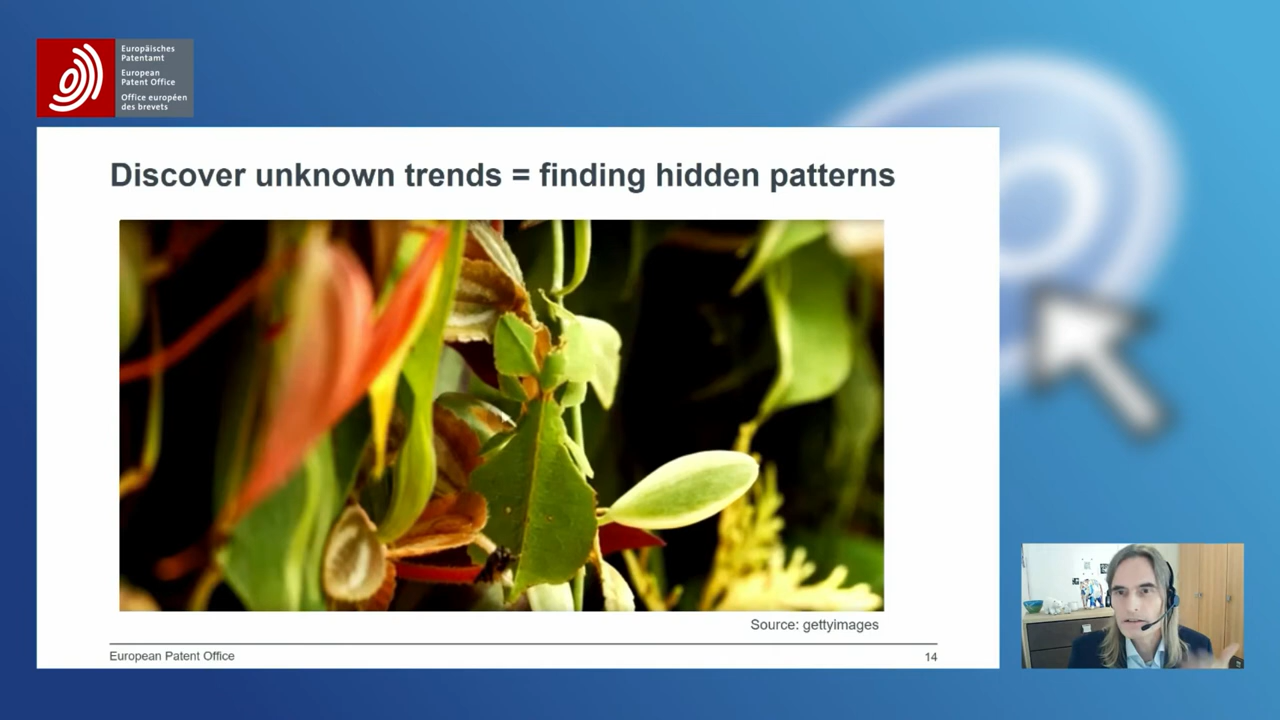 Europäisches
Patentamt
European
Patent Office
Office européen
des brevets
Discover unknown trends = finding hidden patterns
Source: gettyimages
European Patent Office
14